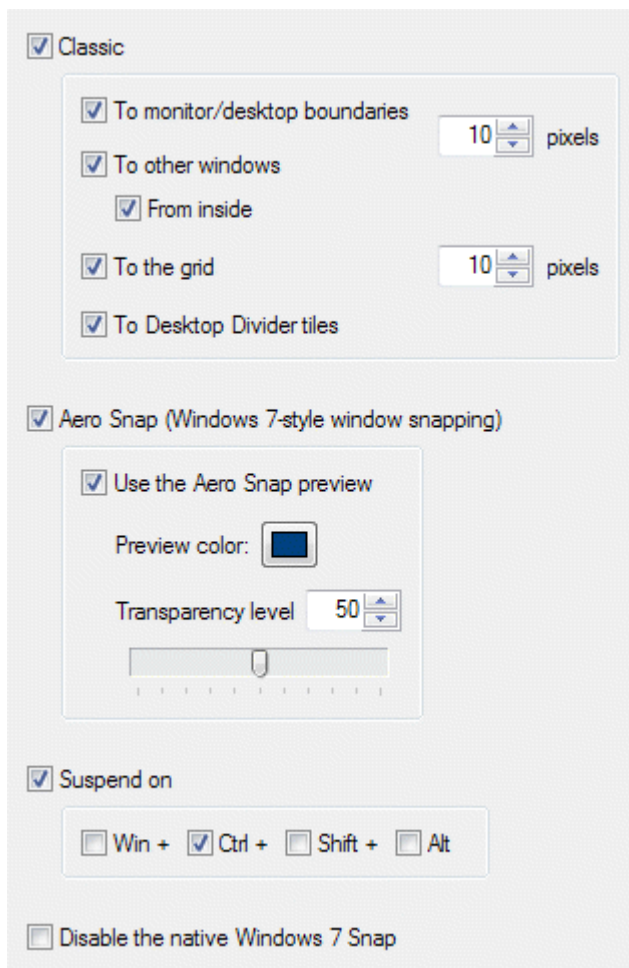 Classic
To monitor/desktop boundaries
10 pixels
To other windows
From inside
To the grid 10 pixels
To Desktop Divider tiles
Aero Snap (Windows 7-style window snapping)
Use the Aero Snap preview
Preview color:
Transparency level 50
Suspend on
Win + Ctrl + Shift + Alt
Disable the native Windows 7 Snap